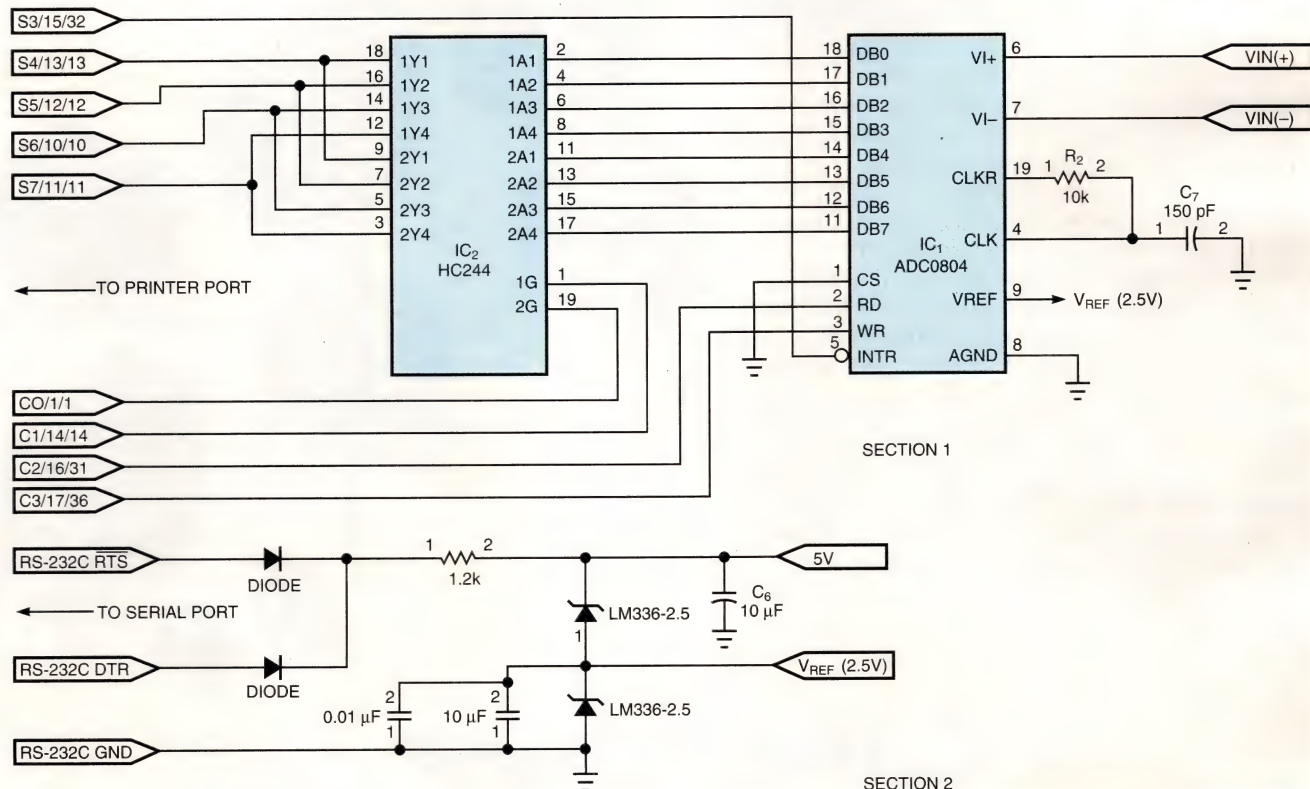 S3/15/32
S4/13/13
S5/12/12
S6/10/10
S7/11/11
TO PRINTER PORT
CO/1/1
C1/14/14
C2/16/31
C3/17/36
18 1Y1 1A1 2
16 1Y2 1A2 4
14 1Y3 1A3 6
12 1Y4 1A4 8
9 2Y1 2A1 11
7 2Y2 2A2 13
5 2Y3 2A3 15
3 2Y4 2A4 17
IC2
HC244
1G 1
2G 19
18 DB0 VI+ 6
17 DB1
16 DB2 VI– 7
15 DB3
14 DB4
13 DB5 CLKR 19
12 DB6
11 DB7 CLK 4
IC1
ADC0804
1 CS
2 RD VREF 9
3 WR
5 INTR AGND 8
VIN(+)
VIN(–)
1 R2 2
10k
C7
150 pF
1 2
VREF (2.5V)
SECTION 1
RS-232C RTS
DIODE
TO SERIAL PORT
RS-232C DTR
DIODE
RS-232C GND
1 2
1.2k
5V
C6
10 µF
LM336-2.5
1
VREF (2.5V)
2 2
0.01 µF 10 µF
1 1
LM336-2.5
SECTION 2